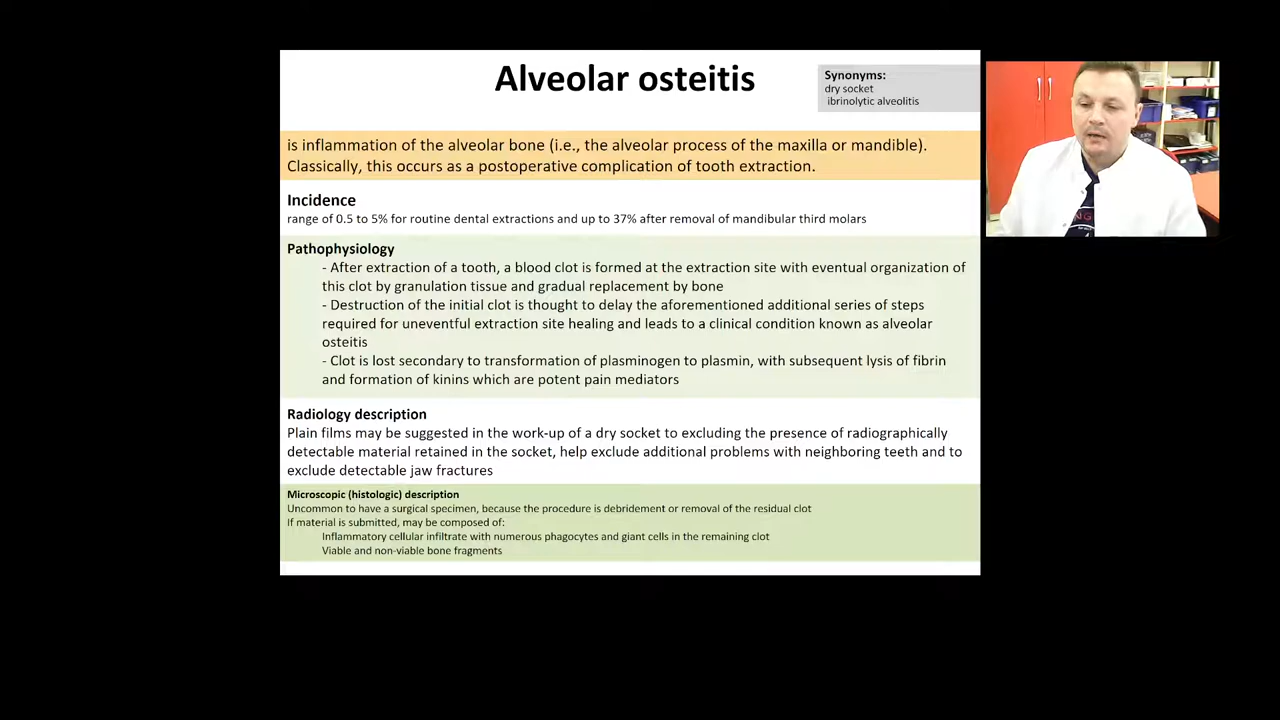 Alveolar osteitis
Synonyms:
dry socket
ibrinolytic alveolitis
is inflammation of the alveolar bone (i.e., the alveolar process of the maxilla or mandible).
Classically, this occurs as a postoperative complication of tooth extraction.
Incidence
range of 0.5 to 5% for routine dental extractions and up to 37% after removal of mandibular third molars
Pathophysiology
- After extraction of a tooth, a blood clot is formed at the extraction site with eventual organization of
this clot by granulation tissue and gradual replacement by bone
- Destruction of the initial clot is thought to delay the aforementioned additional series of steps
required for uneventful extraction site healing and leads to a clinical condition known as alveolar
osteitis
- Clot is lost secondary to transformation of plasminogen to plasmin, with subsequent lysis of fibrin
and formation of kinins which are potent pain mediators
Radiology description
Plain films may be suggested in the work-up of a dry socket to excluding the presence of radiographically
detectable material retained in the socket, help exclude additional problems with neighboring teeth and to
exclude detectable jaw fractures
Microscopic (histologic) description
Uncommon to have a surgical specimen, because the procedure is debridement or removal of the residual clot
If material is submitted, may be composed of:
Inflammatory cellular infiltrate with numerous phagocytes and giant cells in the remaining clot
Viable and non-viable bone fragments